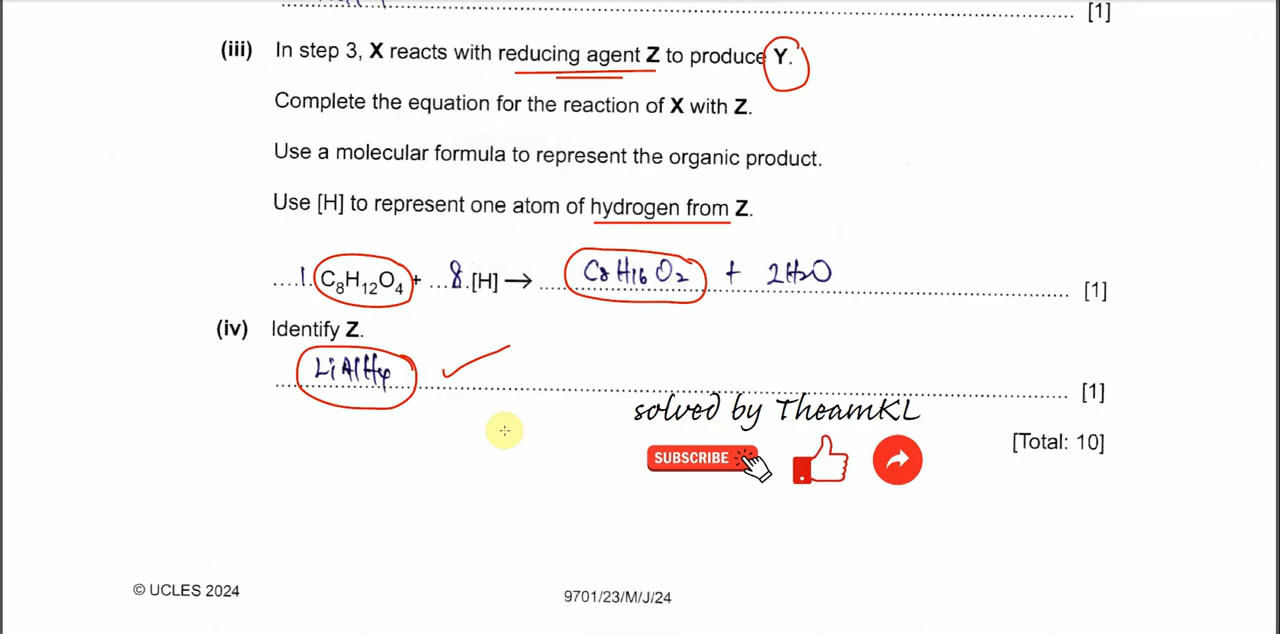 [1]
(iii) In step 3, X reacts with reducing agent Z to produce Y.
Complete the equation for the reaction of X with Z.
Use a molecular formula to represent the organic product.
Use [H] to represent one atom of hydrogen from Z.
....1. C₈H₁₂O₄ + ...8.[H] → ..... C₈H₁₆O₂ + 2H₂O ..... [1]
(iv) Identify Z.
LiAlH₄ ..... [1]
solved by TheamKL
[Total: 10]
SUBSCRIBE
© UCLES 2024
9701/23/M/J/24